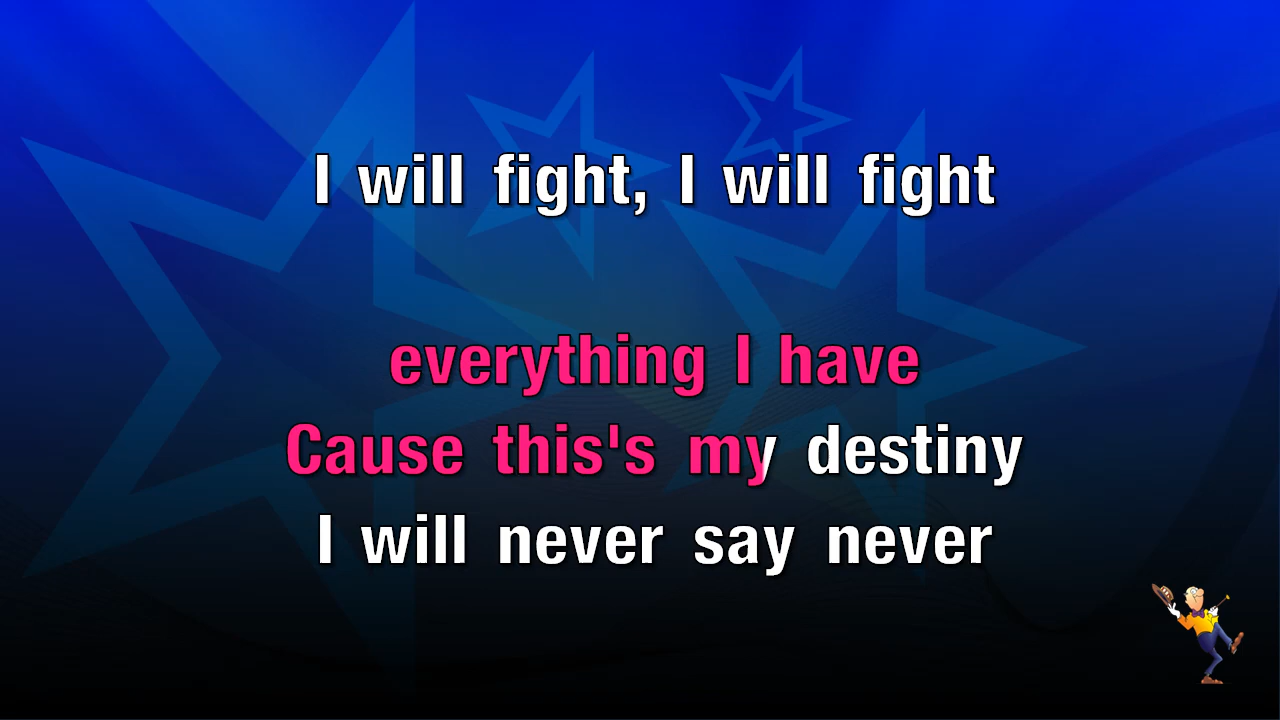 I will fight, I will fight
everything I have
Cause this's my destiny
I will never say never